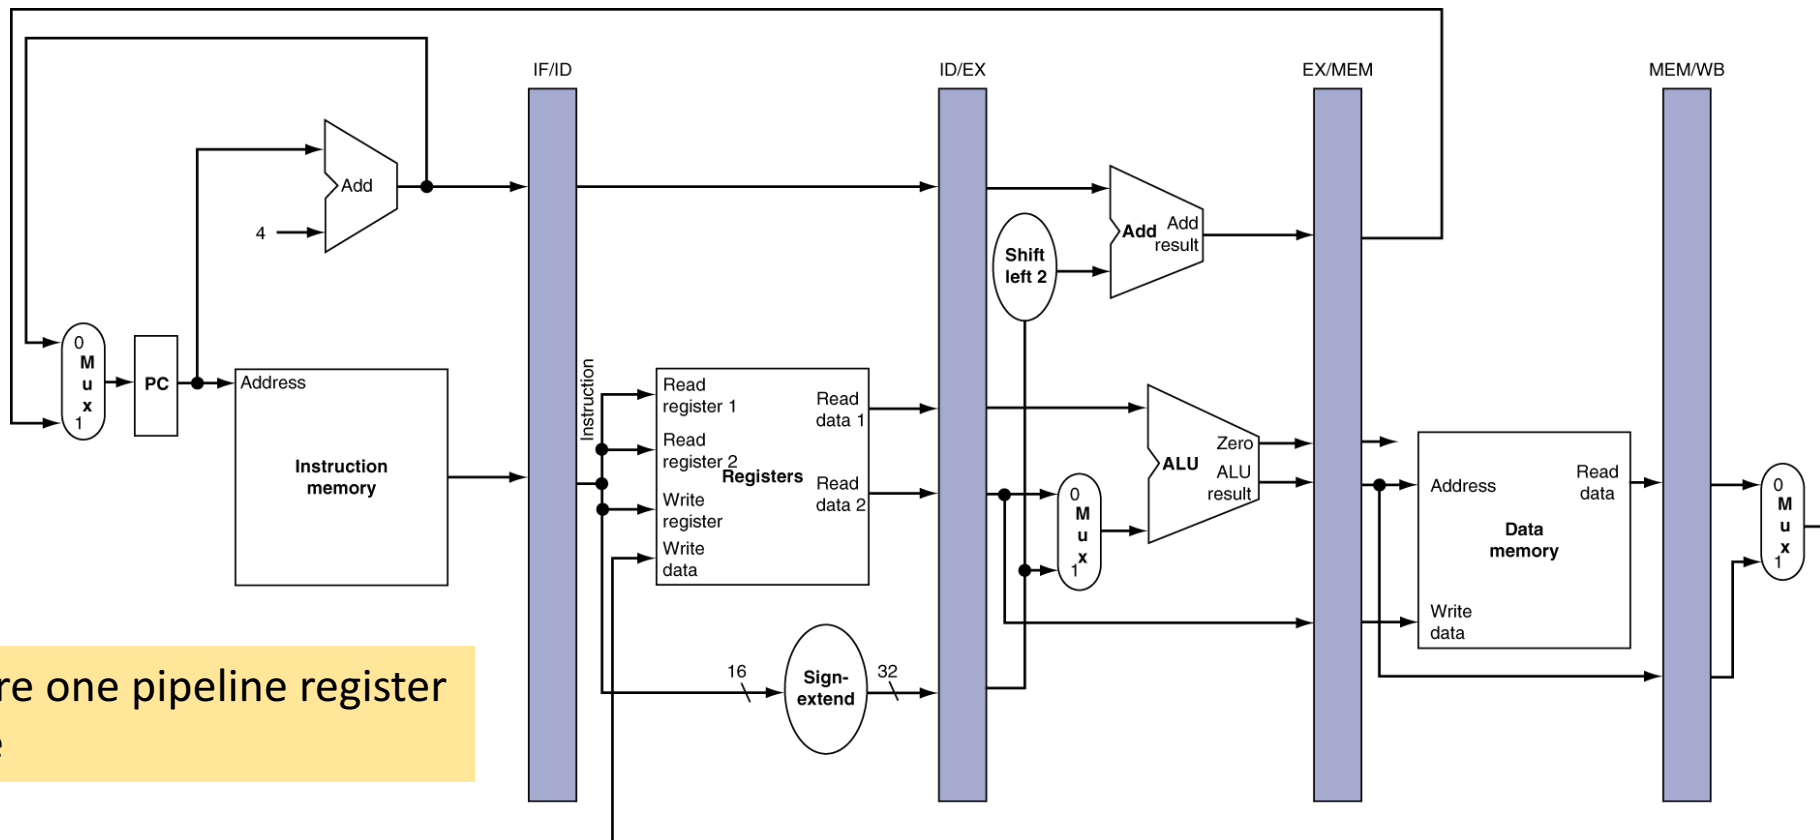 IF/ID
ID/EX
EX/MEM
MEM/WB
Add
4
Add
Add
result
Shift
left 2
0
M
u
x
1
PC
Address
Instruction
memory
Instruction
Read
register 1
Read
register 2
Write
register
Write
data
Registers
Read
data 1
Read
data 2
0
M
u
x
1
ALU
Zero
ALU
result
Address
Read
data
Data
memory
Write
data
0
M
u
x
1
16
Sign-
extend
32
re one pipeline register
e